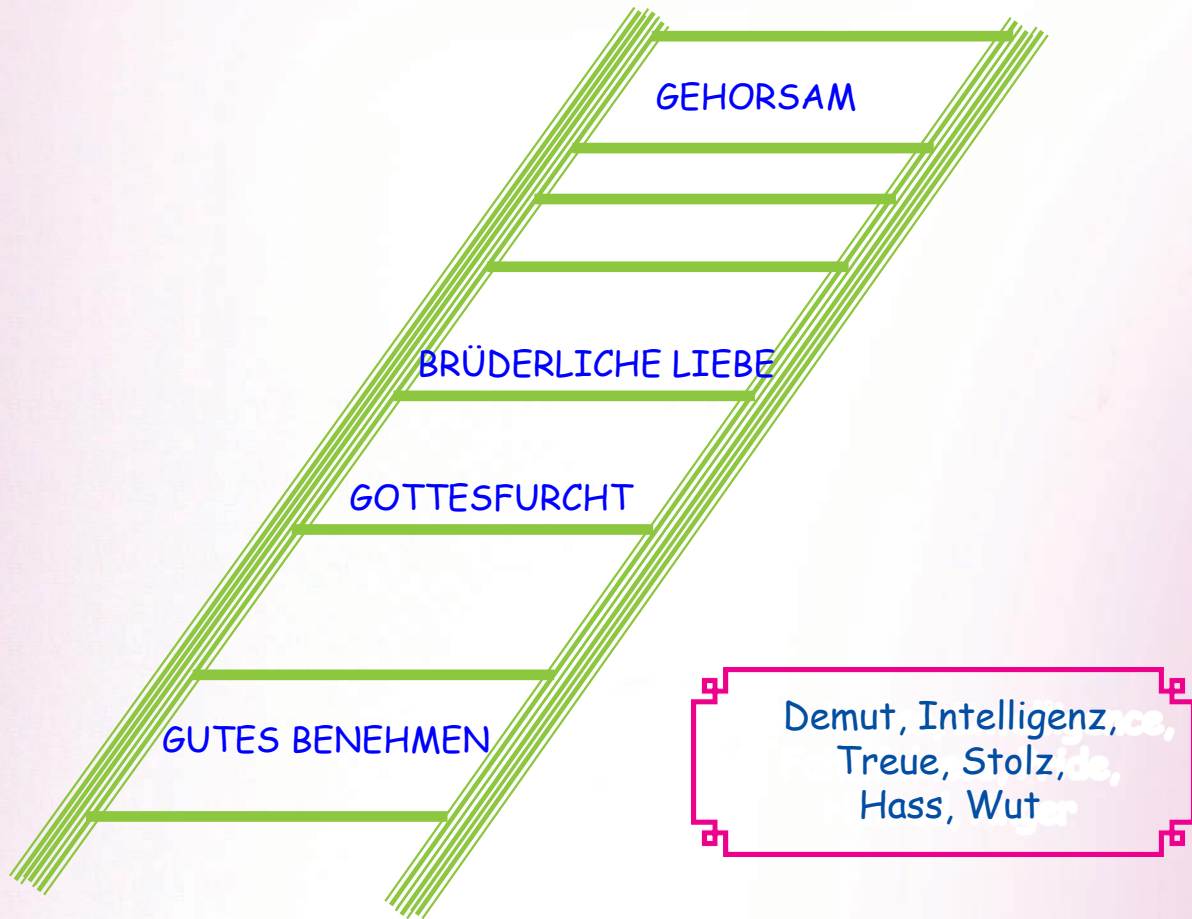 GEHORSAM
BRÜDERLICHE LIEBE
GOTTESFURCHT
GUTES BENEHMEN
Demut, Intelligenz,
Treue, Stolz,
Hass, Wut